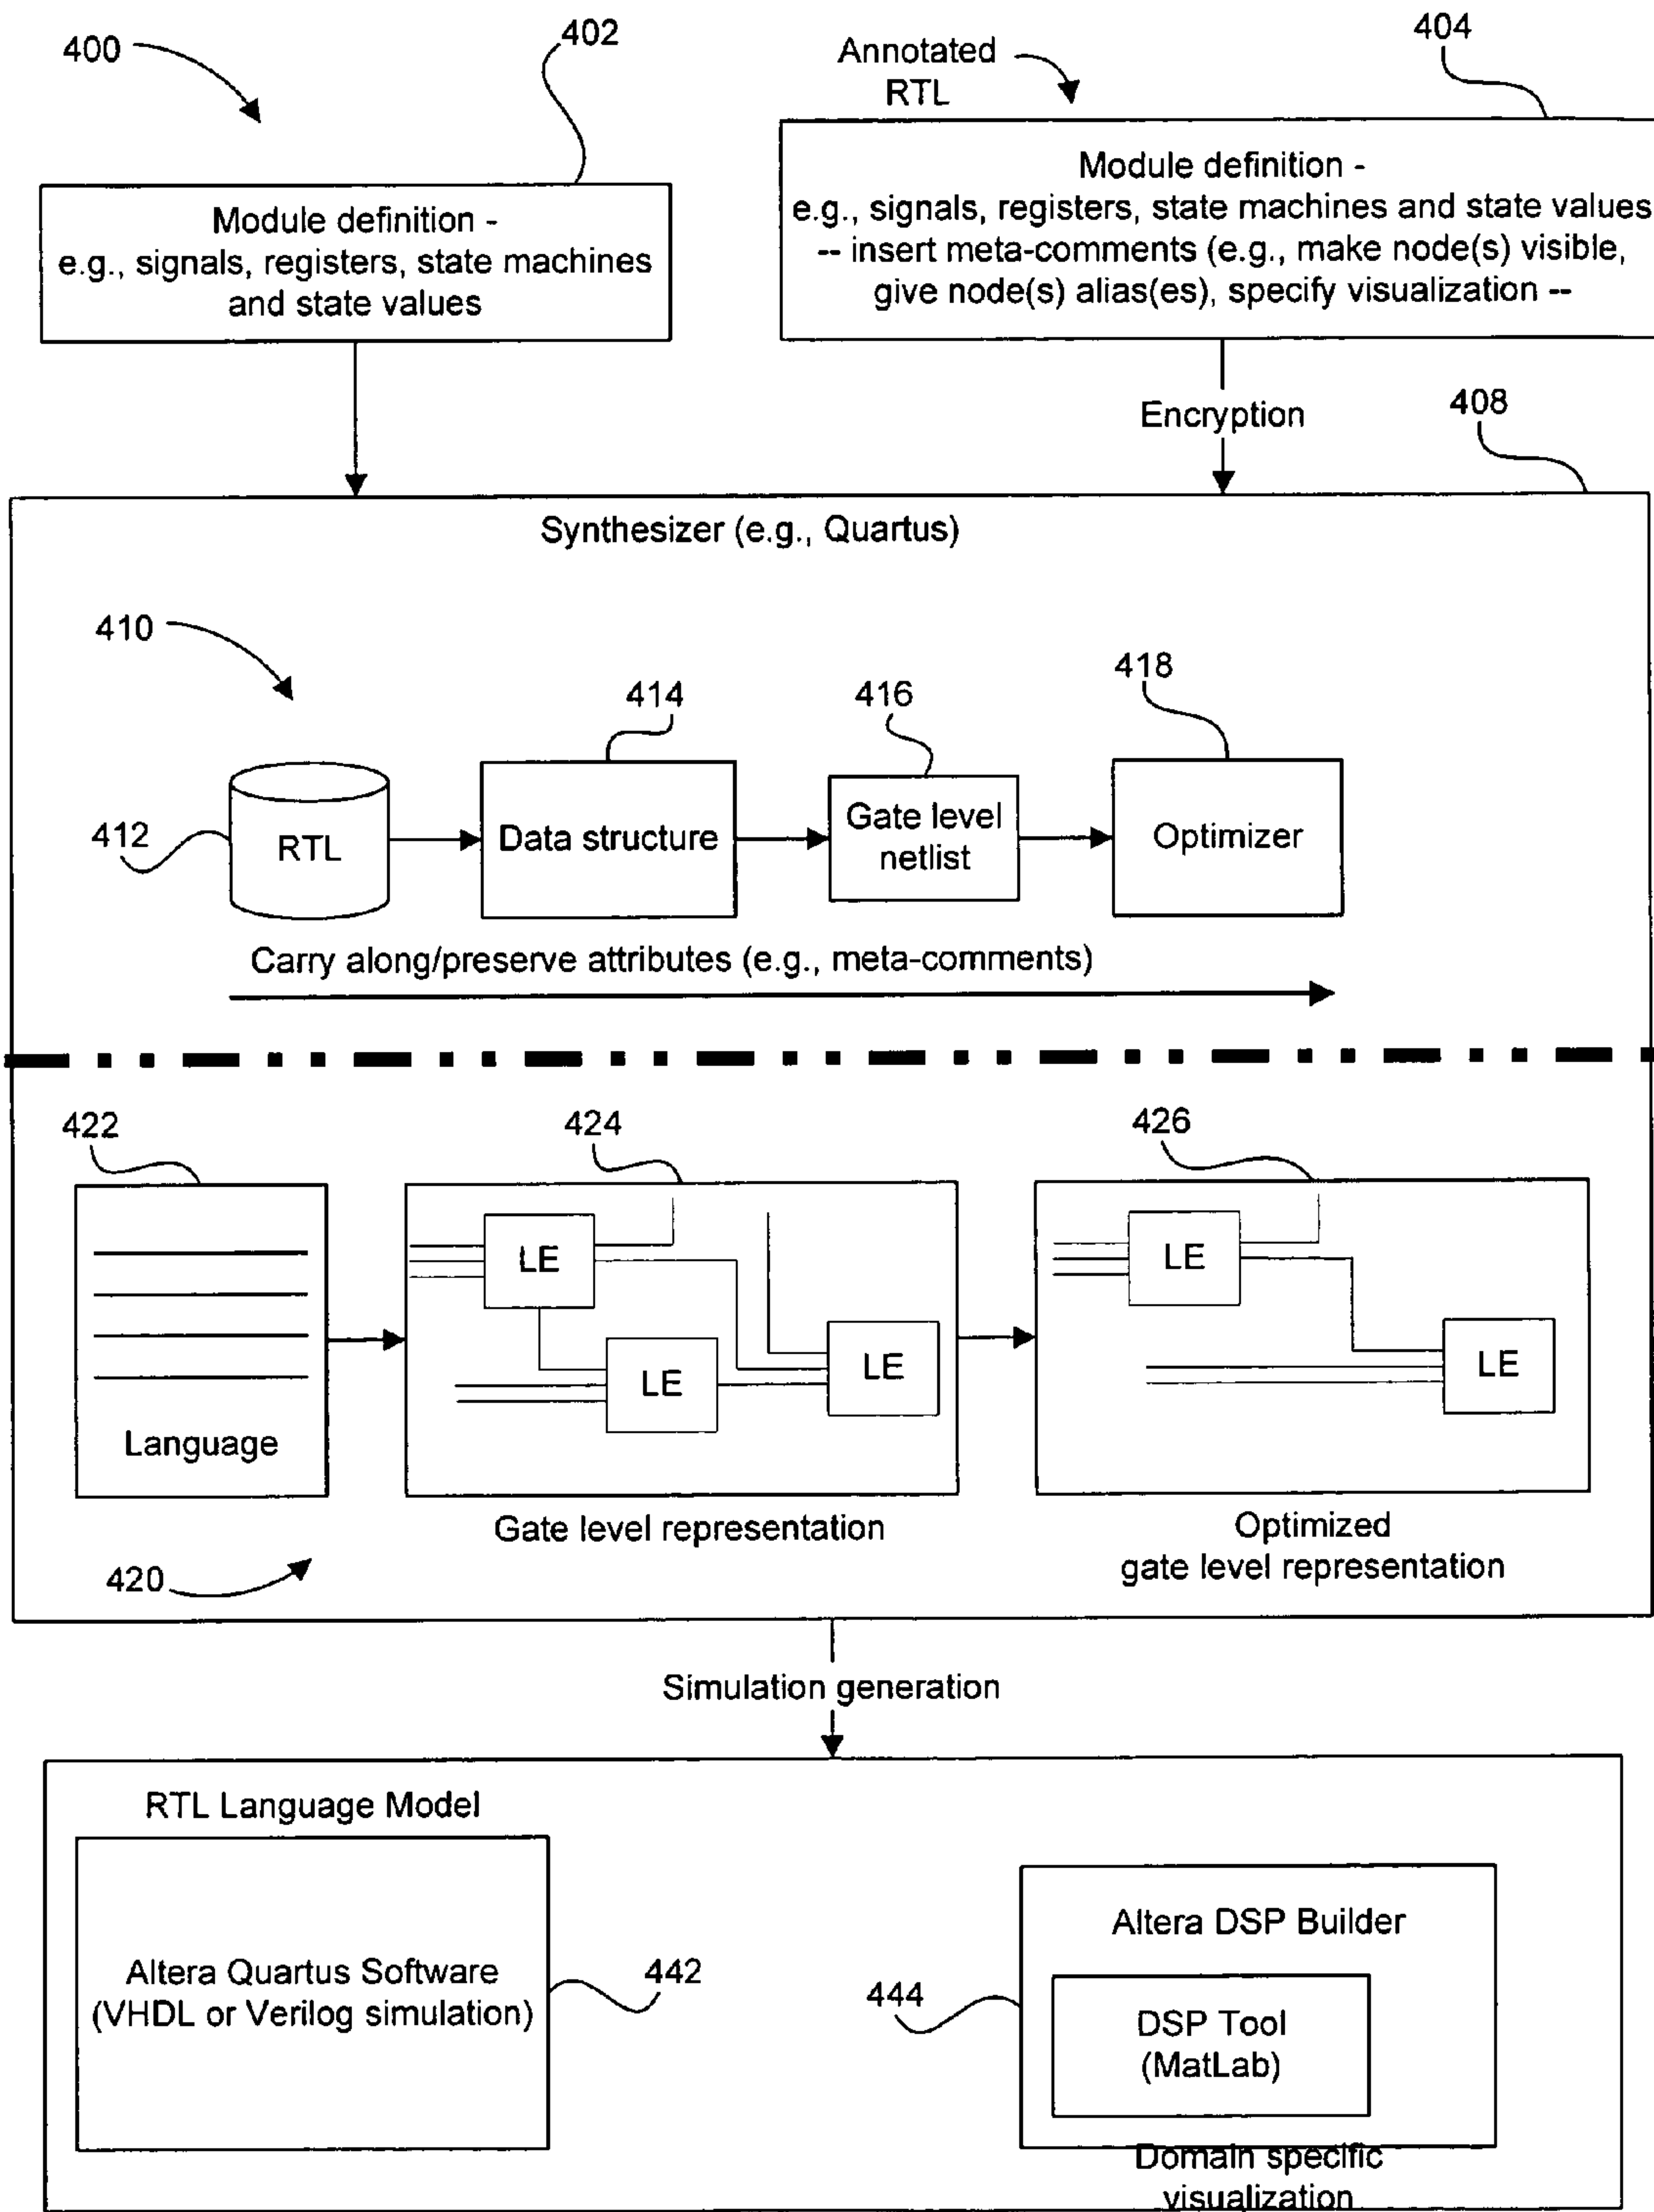 400
402
Annotated
RTL
404
Module definition -
e.g., signals, registers, state machines
and state values
Module definition -
e.g., signals, registers, state machines and state values
-- insert meta-comments (e.g., make node(s) visible,
give node(s) alias(es), specify visualization --
Encryption
408
Synthesizer (e.g., Quartus)
410
414
416
418
412
RTL
Data structure
Gate level
netlist
Optimizer
Carry along/preserve attributes (e.g., meta-comments)
422
424
426
LE
LE
LE
LE
LE
Language
Gate level representation
Optimized
gate level representation
420
Simulation generation
RTL Language Model
Altera Quartus Software
(VHDL or Verilog simulation)
442
444
Altera DSP Builder
DSP Tool
(MatLab)
Domain specific
visualization